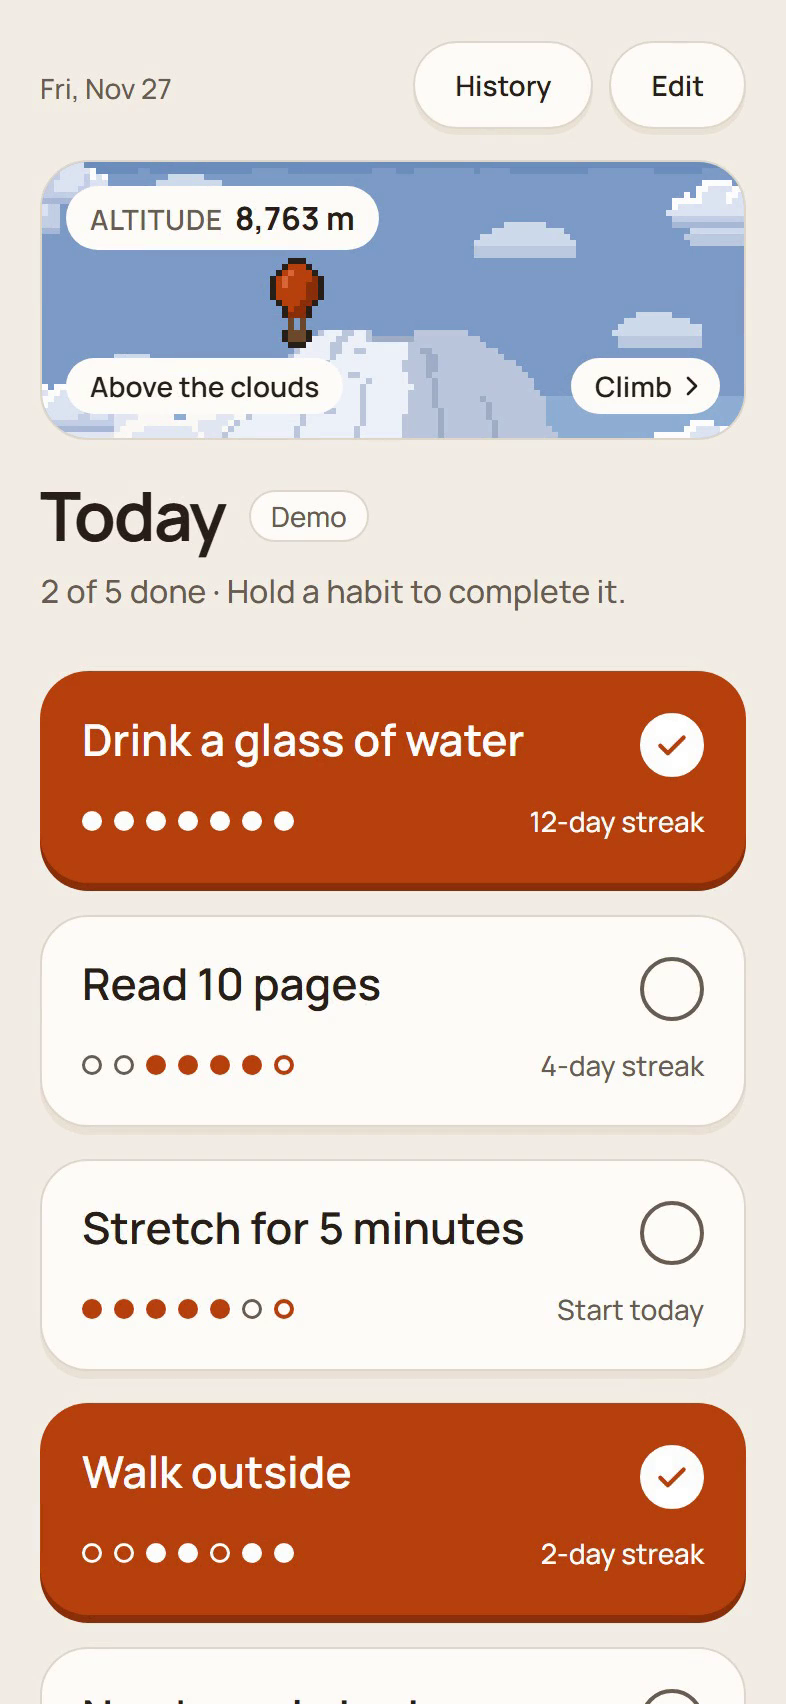 Fri, Nov 27
History
Edit
ALTITUDE 8,763 m
Above the clouds
Climb
Today
Demo
2 of 5 done · Hold a habit to complete it.
Drink a glass of water
12-day streak
Read 10 pages
4-day streak
Stretch for 5 minutes
Start today
Walk outside
2-day streak